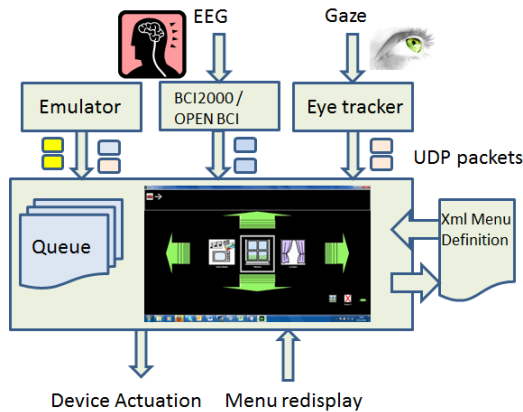 EEG
Gaze
Emulator
BCI2000 /
OPEN BCI
Eye tracker
UDP packets
Queue
Xml Menu
Definition
Device Actuation
Menu redisplay